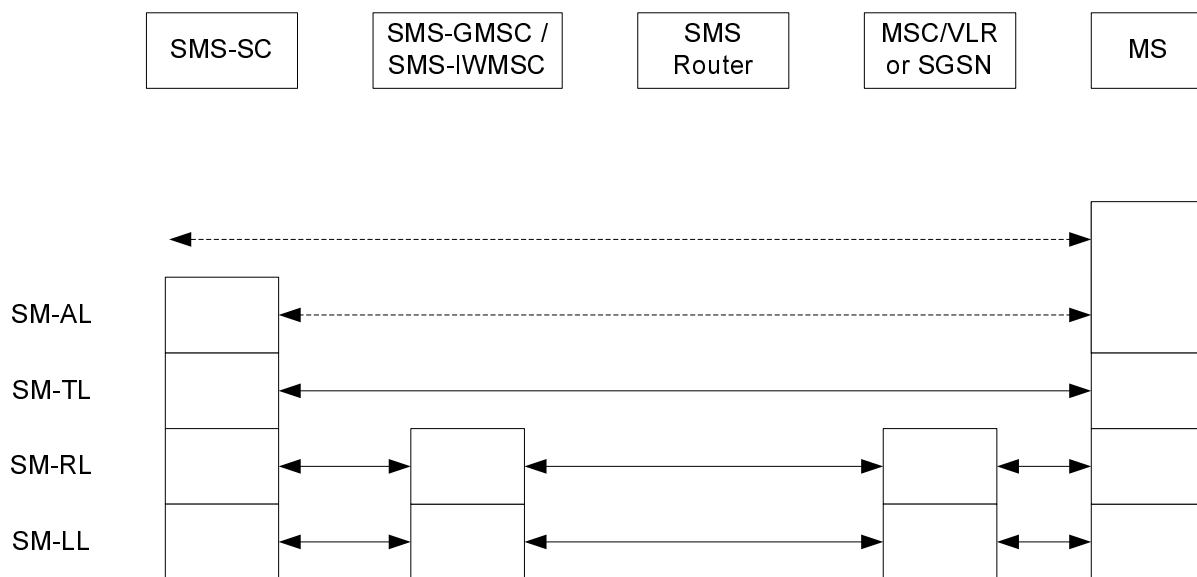 SMS-SC
SMS-GMSC /
SMS-IWMSC
SMS
Router
MSC/VLR
or SGSN
MS
SM-AL
SM-TL
SM-RL
SM-LL